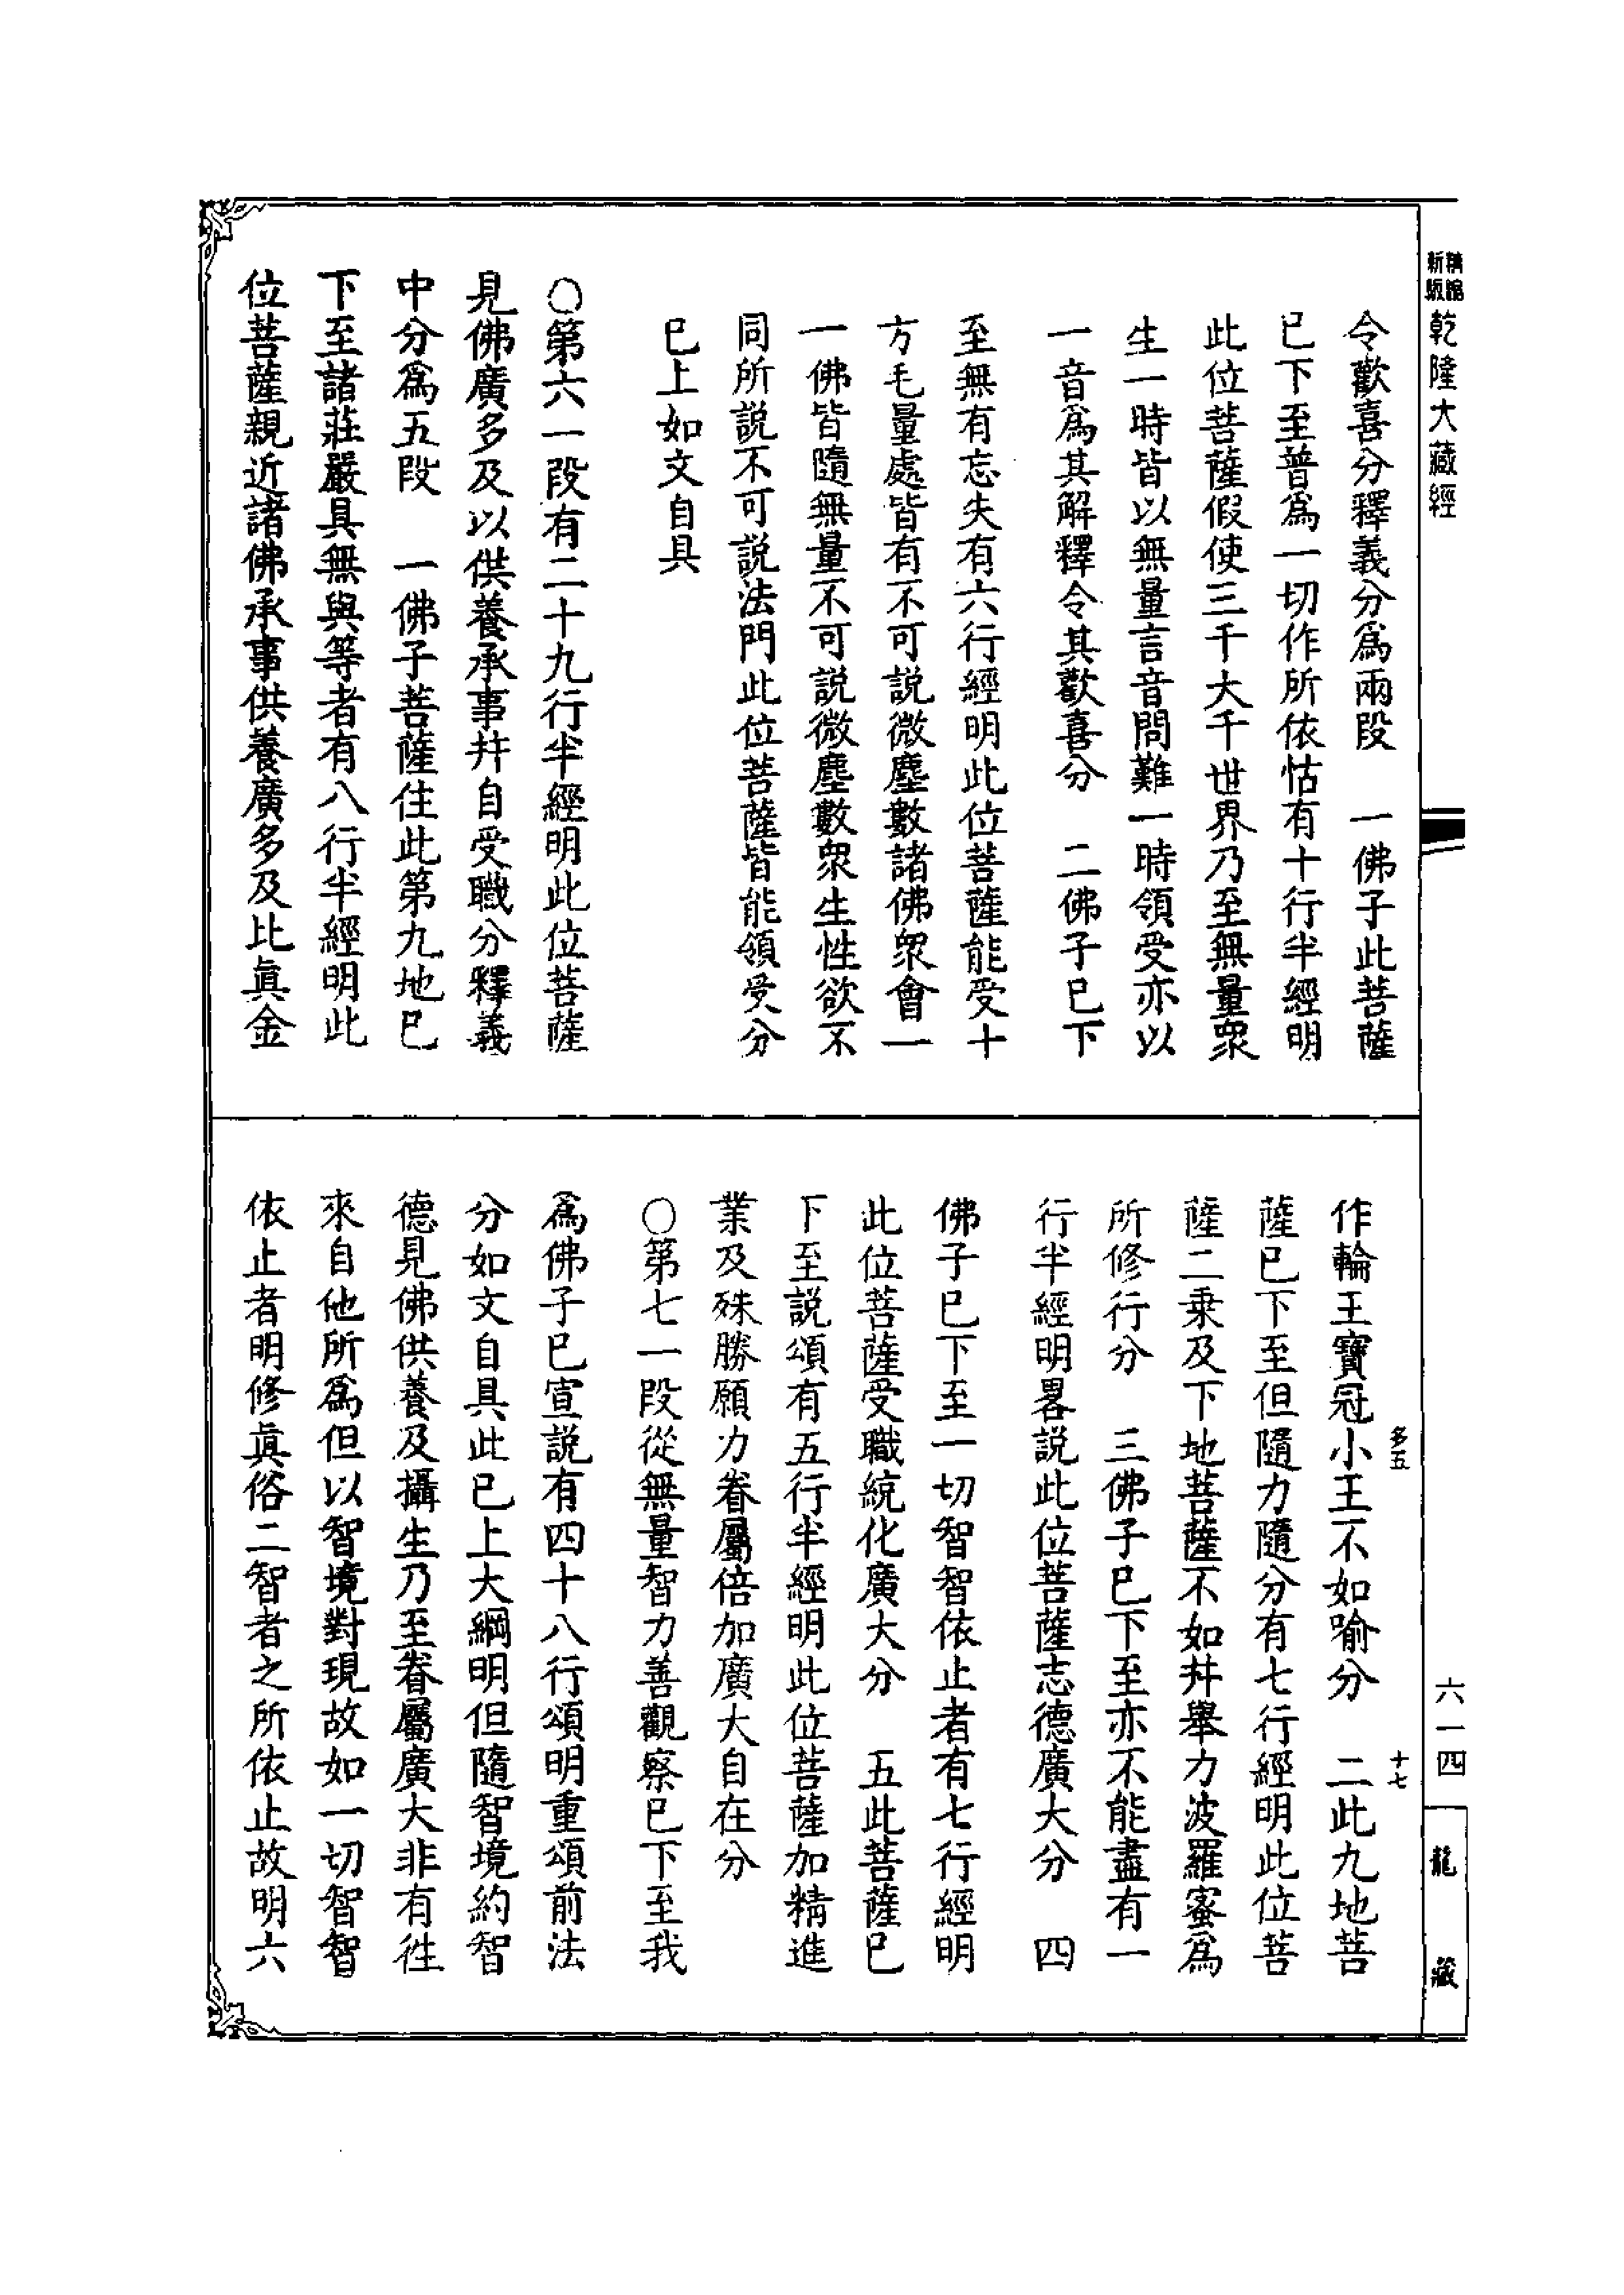 精緻
新版
乾隆大藏經
令歡喜分釋義分爲兩段　一佛子此菩薩
已下至普爲一切作所依怙有十行半經明
此位菩薩假使三千大千世界乃至無量衆
生一時皆以無量言音問難一時領受亦以
一音爲其解釋令其歡喜分　二佛子已下
至無有忘失有六行經明此位菩薩能受十
方毛量處皆有不可說微塵數諸佛衆會一
一佛皆隨無量不可說微塵數衆生性欲不
同所說不可說法門此位菩薩皆能領受分
已上如文自具
○第六一段有二十九行半經明此位菩薩
見佛廣多及以供養承事幷自受職分釋義
中分爲五段　一佛子菩薩住此第九地已
下至諸莊嚴具無與等者有八行半經明此
位菩薩親近諸佛承事供養廣多及比眞金
作輪王寶冠小王不如喻分　二此九地菩
薩已下至但隨力隨分有七行經明此位菩
薩二乘及下地菩薩不如幷舉力波羅蜜爲
所修行分　三佛子已下至亦不能盡有一
行半經明畧說此位菩薩志德廣大分　四
佛子已下至一切智智依止者有七行經明
此位菩薩受職統化廣大分　五此菩薩已
下至說頌有五行半經明此位菩薩加精進
業及殊勝願力眷屬倍加廣大自在分
○第七一段從無量智力善觀察已下至我
爲佛子已宣說有四十八行頌明重頌前法
分如文自具此已上大綱明但隨智境約智
德見佛供養及攝生乃至眷屬廣大非有徃
來自他所爲但以智境對現故如一切智智
依止者明修眞俗二智者之所依止故明六
多五
十七
六一四
龍藏